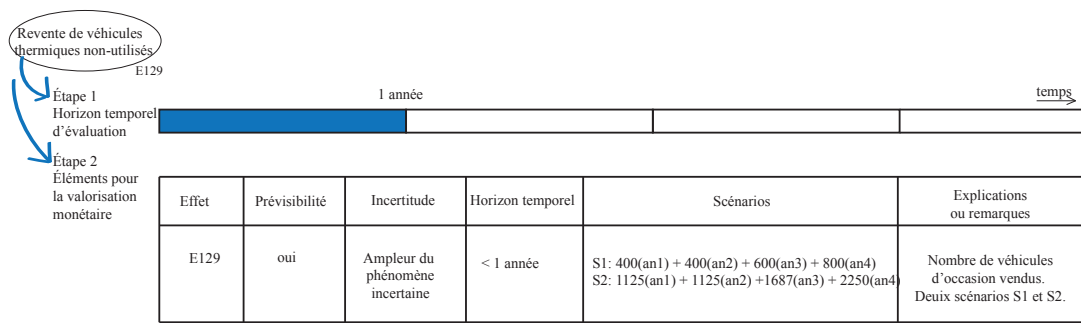 Revente de véhicules
thermiques non-utilisés
E129
Étape 1
Horizon temporel
d'évaluation
1 année
temps
Étape 2
Éléments pour
la valorisation
monétaire
Effet
Prévisibilité
Incertitude
Horizon temporel
Scénarios
Explications
ou remarques
E129
oui
Ampleur du
phénomène
incertaine
< 1 année
S1: 400(an1) + 400(an2) + 600(an3) + 800(an4)
S2: 1125(an1) + 1125(an2) +1687(an3) + 2250(an4)
Nombre de véhicules
d'occasion vendus.
Deuix scénarios S1 et S2.